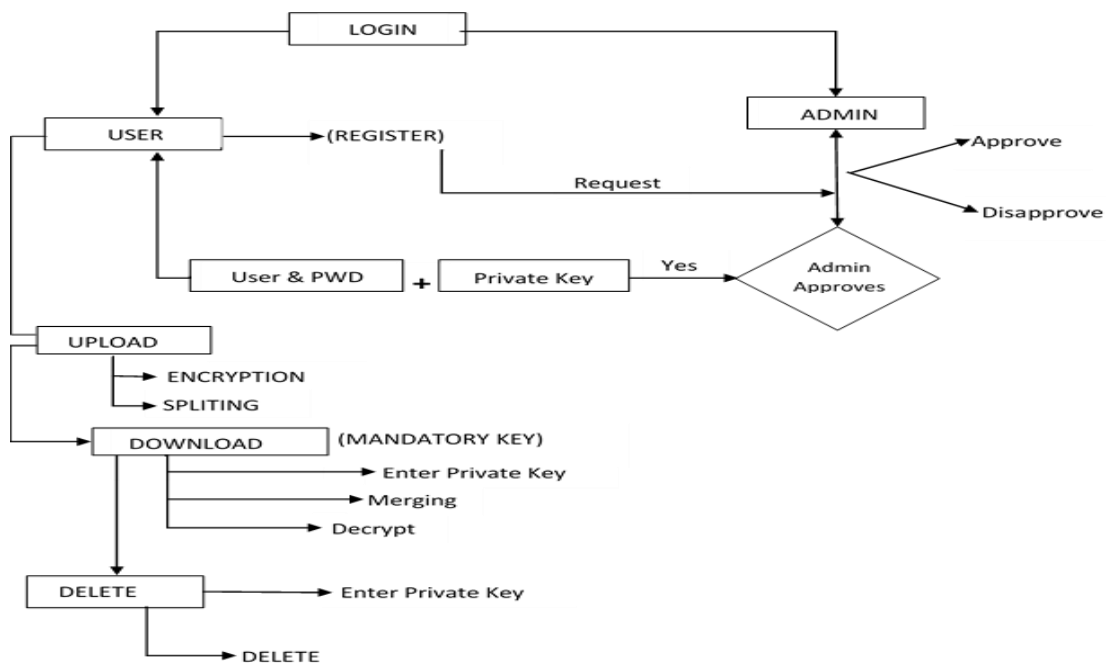 LOGIN
ADMIN
USER
(REGISTER)
Approve
Request
Disapprove
User & PWD
+
Private Key
Yes
Admin
Approves
UPLOAD
ENCRYPTION
SPLITING
DOWNLOAD
(MANDATORY KEY)
Enter Private Key
Merging
Decrypt
DELETE
Enter Private Key
DELETE